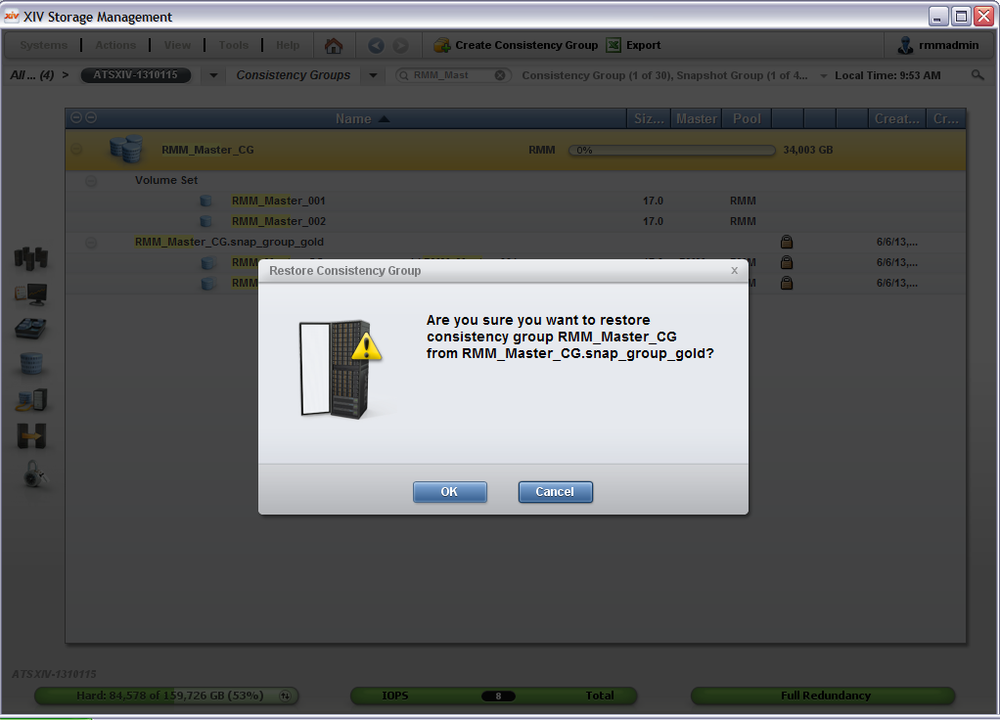 XIV Storage Management
Systems Actions View Tools Help Create Consistency Group Export rmmadmin
All ... (4) > ATSXIV-1310115 Consistency Groups RMM_Mast Consistency Group (1 of 30), Snapshot Group (1 of 4... Local Time: 9:53 AM
Name Siz... Master Pool Creat... Cr...
RMM_Master_CG RMM 0% 34,003 GB
Volume Set
RMM_Master_001 17.0 RMM
RMM_Master_002 17.0 RMM
RMM_Master_CG.snap_group_gold 6/6/13,...
6/6/13,...
6/6/13,...
Restore Consistency Group x
Are you sure you want to restore
consistency group RMM_Master_CG
from RMM_Master_CG.snap_group_gold?
OK Cancel
ATSXIV-1310115
Hard: 84,578 of 159,726 GB (53%) IOPS 8 Total Full Redundancy